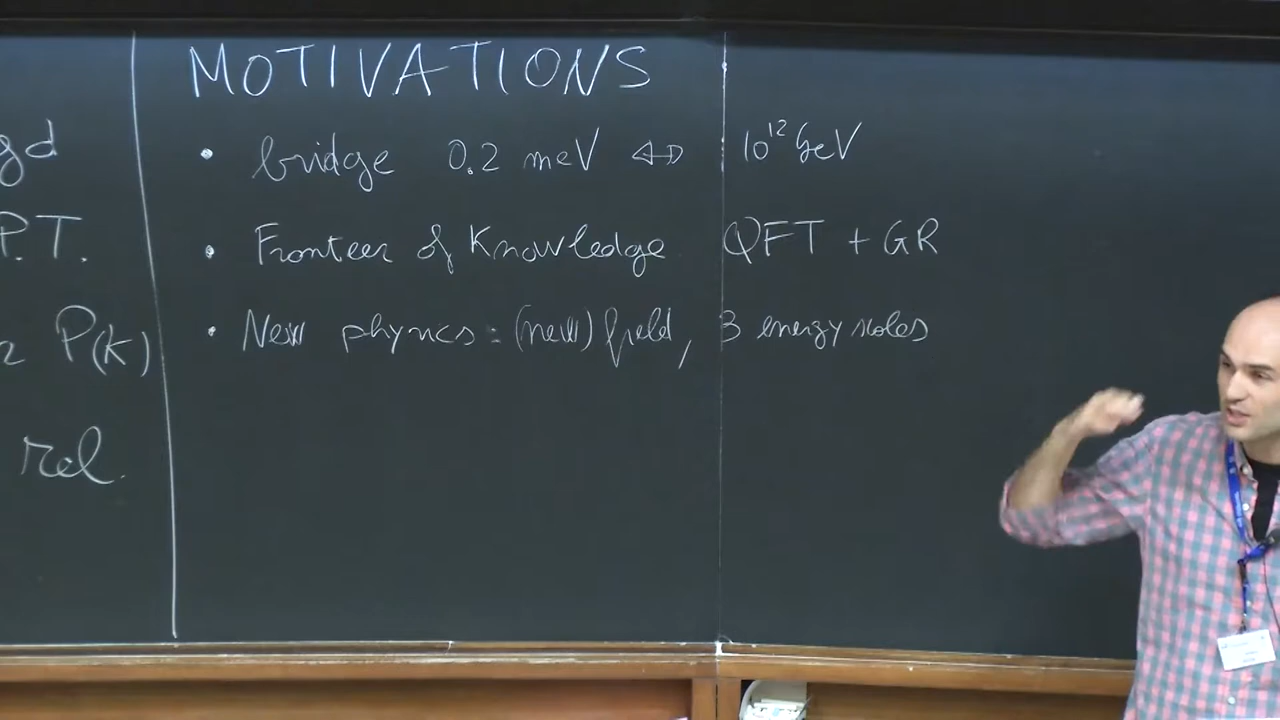 MOTIVATIONS
• bridge 0.2 meV ↔ 10¹² GeV
• Fronteer of Knowledge QFT + GR
• New physics : (new) field, 3 energy scales
gd
P.T.
P(k)
rel.